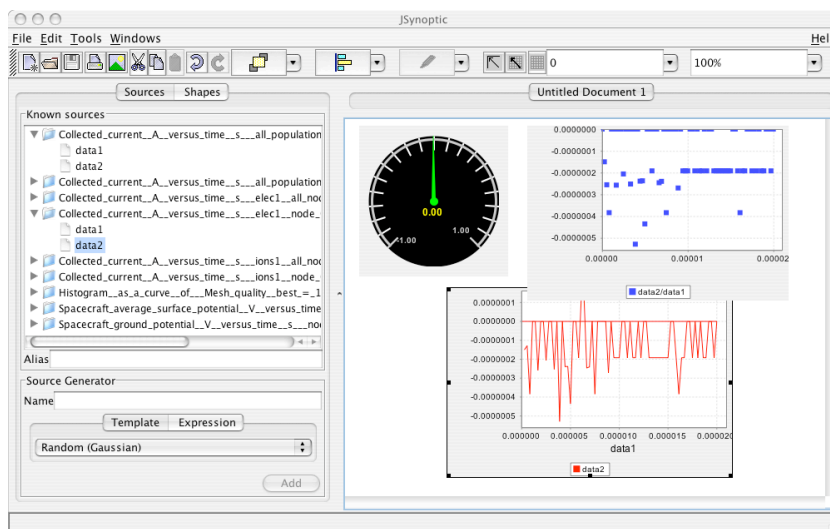 JSynoptic
File Edit Tools Windows Hel
0 100%
Sources Shapes
Untitled Document 1
Known sources
Collected_current__A__versus_time__s___all_population
data1
data2
Collected_current__A__versus_time__s___all_population
Collected_current__A__versus_time__s___elec1__all_nod
Collected_current__A__versus_time__s___elec1__node_
data1
data2
Collected_current__A__versus_time__s___ions1__all_nod
Collected_current__A__versus_time__s___ions1__node_
Histogram__as_a_curve__of___Mesh_quality__best_=_1
Spacecraft_average_surface_potential__V__versus_time
Spacecraft_ground_potential__V__versus_time__s___no
Alias
Source Generator
Name
Template Expression
Random (Gaussian)
Add
0.00
-1.00
1.00
0.0000000
-0.0000001
-0.0000002
-0.0000003
-0.0000004
-0.0000005
0.00000 0.00001 0.00002
data2/data1
0.0000001
0.0000000
-0.0000001
-0.0000002
-0.0000003
-0.0000004
-0.0000005
0.000000 0.000005 0.000010 0.000015 0.000020
data1
data2